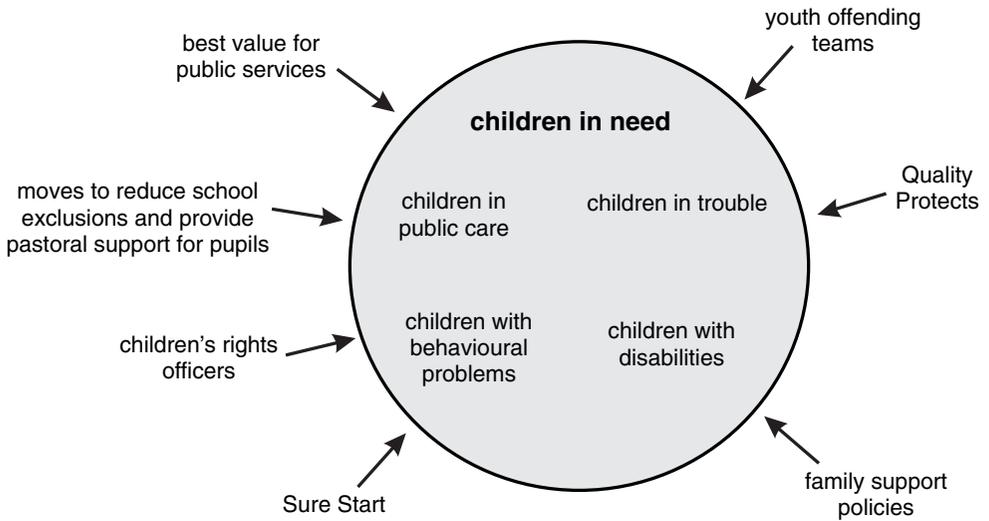 best value for
public services
youth offending
teams
children in need
moves to reduce school
exclusions and provide
pastoral support for pupils
children in
public care
children in trouble
Quality
Protects
children's rights
officers
children with
behavioural
problems
children with
disabilities
Sure Start
family support
policies